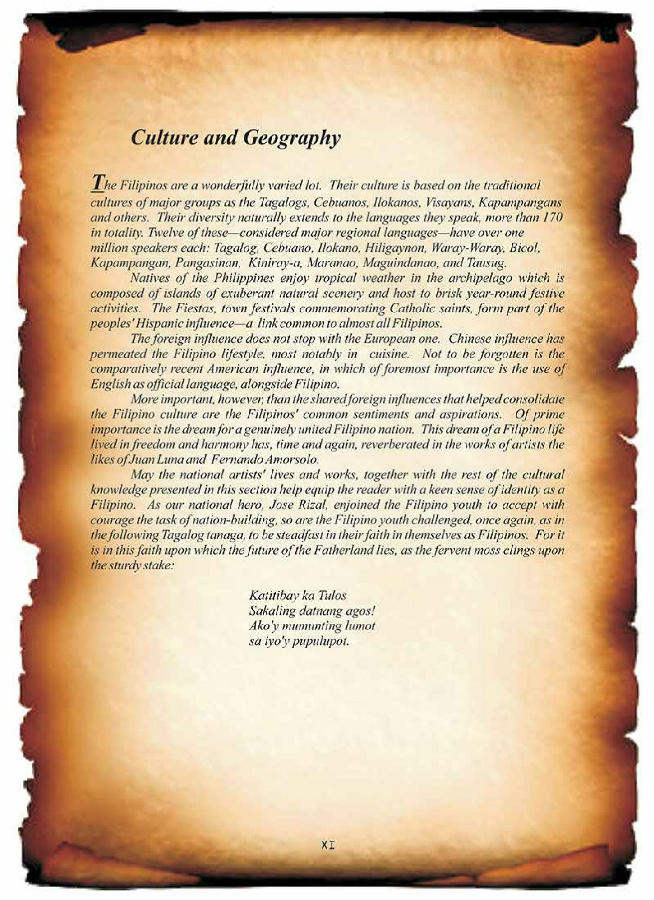 Culture and Geography
The Filipinos are a wonderfully varied lot. Their culture is based on the traditional
cultures of major groups as the Tagalogs, Cebuanos, Ilokanos, Visayans, Kapampangans
and others. Their diversity naturally extends to the languages they speak, more than 170
in totality. Twelve of these—considered major regional languages—have over one
million speakers each: Tagalog, Cebuano, Ilokano, Hiligaynon, Waray-Waray, Bicol,
Kapampangan, Pangasinan, Kiniray-a, Maranao, Maguindanao, and Tausug.
Natives of the Philippines enjoy tropical weather in the archipelago which is
composed of islands of exuberant natural scenery and host to brisk year-round festive
activities. The Fiestas, town festivals commemorating Catholic saints, form part of the
peoples' Hispanic influence—a link common to almost all Filipinos.
The foreign influence does not stop with the European one. Chinese influence has
permeated the Filipino lifestyle, most notably in cuisine. Not to be forgotten is the
comparatively recent American influence, in which of foremost importance is the use of
English as official language, alongside Filipino.
More important, however, than the shared foreign influences that helped consolidate
the Filipino culture are the Filipinos' common sentiments and aspirations. Of prime
importance is the dream for a genuinely united Filipino nation. This dream of a Filipino life
lived in freedom and harmony has, time and again, reverberated in the works of artists the
likes of Juan Luna and Fernando Amorsolo.
May the national artists' lives and works, together with the rest of the cultural
knowledge presented in this section help equip the reader with a keen sense of identity as a
Filipino. As our national hero, Jose Rizal, enjoined the Filipino youth to accept with
courage the task of nation-building, so are the Filipino youth challenged, once again, as in
the following Tagalog tanaga, to be steadfast in their faith in themselves as Filipinos. For it
is in this faith upon which the future of the Fatherland lies, as the fervent moss clings upon
the sturdy stake:
Katitibay ka Tulos
Sakaling datnang agos!
Ako'y mumunting lumot
sa iyo'y pupulupot.
XI